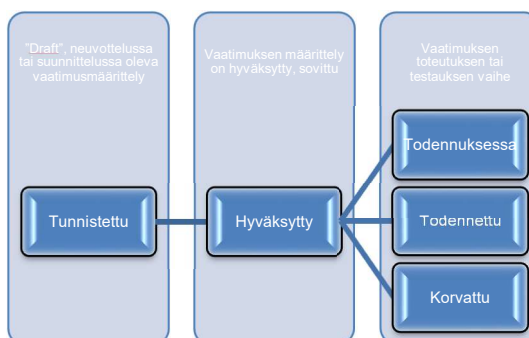 "Draft", neuvottelussa
tai suunnittelussa oleva
vaatimusmäärittely
Vaatimuksen määrittely
on hyväksytty, sovittu
Vaatimuksen
toteutuksen tai
testauksen vaihe
Tunnistettu
Hyväksytty
Todennuksessa
Todennettu
Korvattu